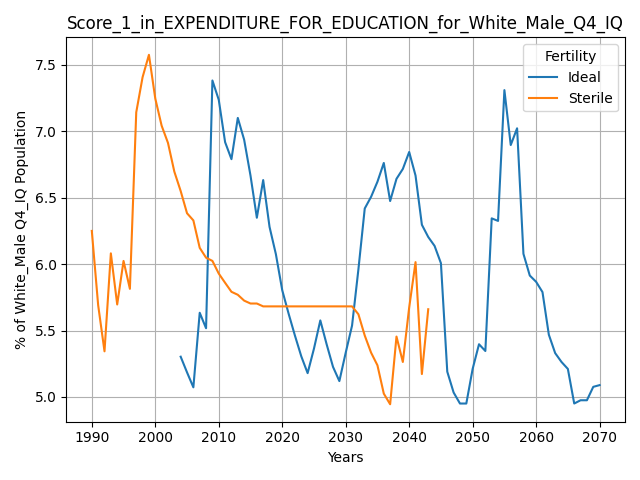 Score_1_in_EXPENDITURE_FOR_EDUCATION_for_White_Male_Q4_IQ
Fertility
Ideal
Sterile
% of White_Male Q4_IQ Population
7.5
7.0
6.5
6.0
5.5
5.0
1990 2000 2010 2020 2030 2040 2050 2060 2070
Years